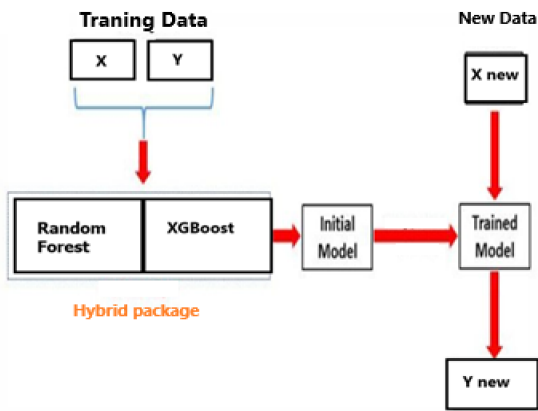 Traning Data
New Data
X
Y
X new
Random
Forest
XGBoost
Initial
Model
Trained
Model
Hybrid package
Y new